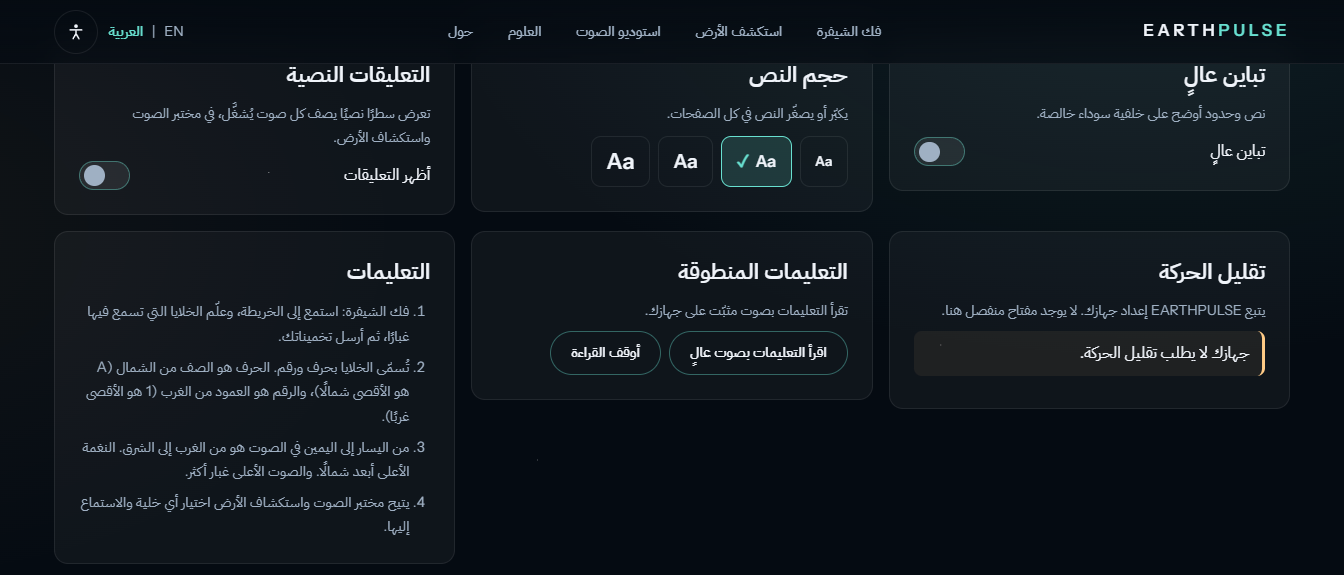 EARTHPULSE
فك الشيفرة
استكشف الأرض
استوديو الصوت
العلوم
حول
EN | العربية
تباين عالٍ
نص وحدود أوضح على خلفية سوداء خالصة.
تباين عالٍ
حجم النص
يكبّر أو يصغّر النص في كل الصفحات.
Aa
Aa ✓
Aa
Aa
التعليقات النصية
تعرض سطرًا نصيًا يصف كل صوت يُشغَّل، في مختبر الصوت
واستكشاف الأرض.
أظهر التعليقات
تقليل الحركة
يتبع EARTHPULSE إعداد جهازك. لا يوجد مفتاح منفصل هنا.
جهازك لا يطلب تقليل الحركة.
التعليمات المنطوقة
تقرأ التعليمات بصوت مثبّت على جهازك.
اقرأ التعليمات بصوت عالٍ
أوقف القراءة
التعليمات
1. فك الشيفرة: استمع إلى الخريطة، وعلّم الخلايا التي تسمع فيها
غبارًا، ثم أرسل تخميناتك.
2. تُسمّى الخلايا بحرف ورقم. الحرف هو الصف من الشمال (A
هو الأقصى شمالًا)، والرقم هو العمود من الغرب (1 هو الأقصى
غربًا).
3. من اليسار إلى اليمين في الصوت هو من الغرب إلى الشرق. النغمة
الأعلى أبعد شمالًا. والصوت الأعلى غبار أكثر.
4. يتيح مختبر الصوت واستكشاف الأرض اختيار أي خلية والاستماع
إليها.